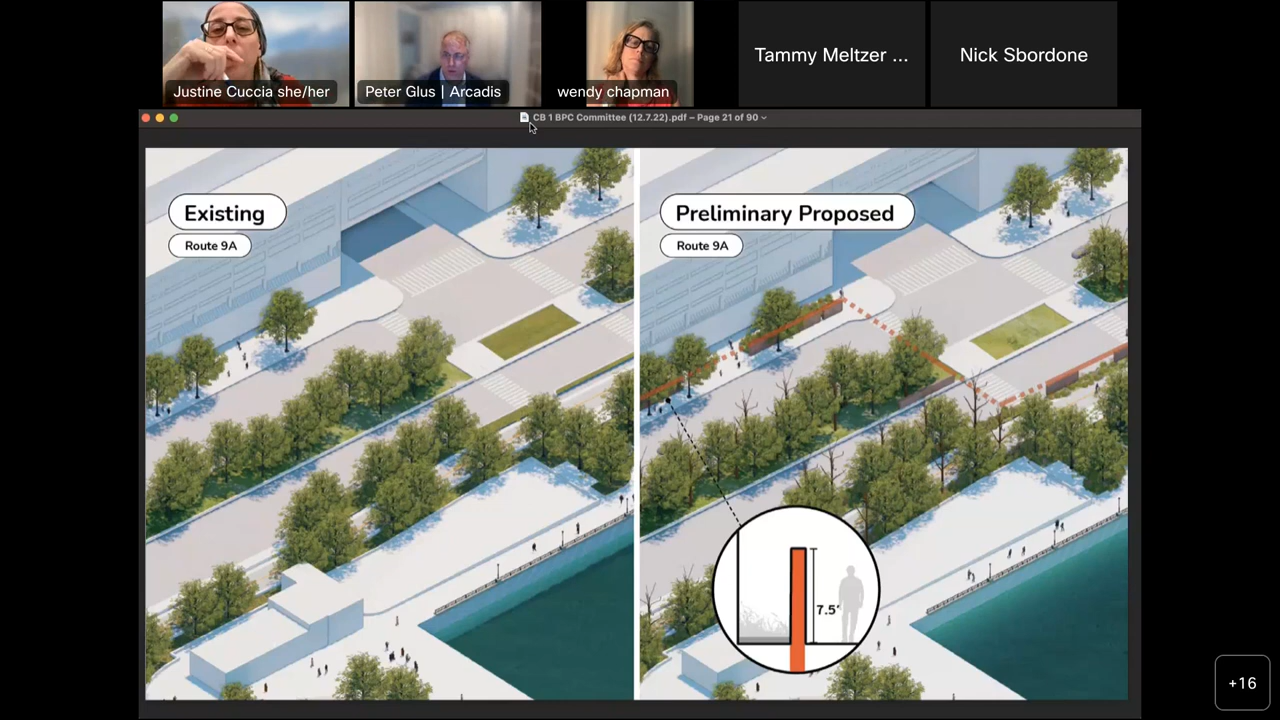 Justine Cuccia she/her
Peter Glus | Arcadis
wendy chapman
Tammy Meltzer ...
Nick Sbordone
CB 1 BPC Committee (12.7.22).pdf – Page 21 of 90
Existing
Route 9A
Preliminary Proposed
Route 9A
7.5'
+16